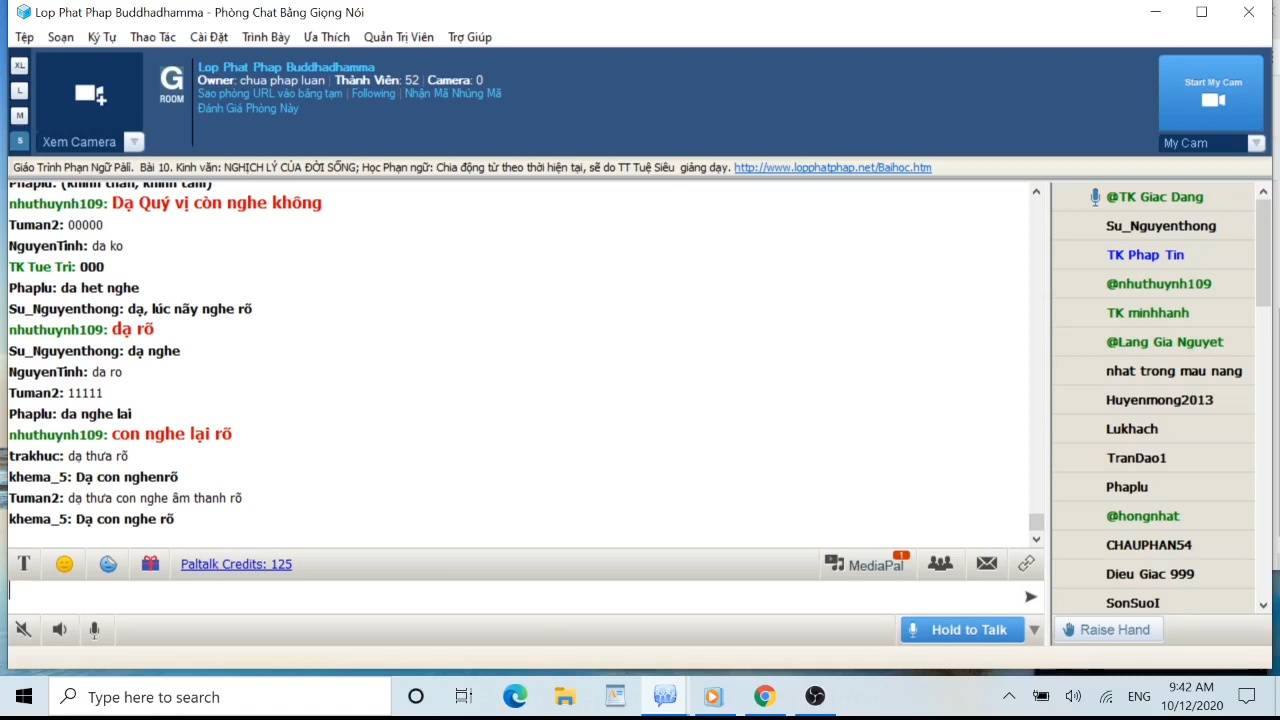 Lop Phat Phap Buddhadhamma - Phòng Chat Bằng Giọng Nói
Tệp Soạn Ký Tự Thao Tác Cài Đặt Trình Bày Ưa Thích Quản Trị Viên Trợ Giúp
XL
L
M
S
Xem Camera
G
ROOM
Lop Phat Phap Buddhadhamma
Owner: chua phap luan | Thành Viên: 52 | Camera: 0
Sao phòng URL vào bảng tạm | Following | Nhận Mã Nhúng Mã
Đánh Giá Phòng Này
Start My Cam
My Cam
Giáo Trình Phạn Ngữ Pāli. Bài 10. Kinh văn: NGHỊCH LÝ CỦA ĐỜI SỐNG; Học Phạn ngữ: Chia động từ theo thời hiện tại, sẽ do TT Tuệ Siêu giảng dạy. http://www.lopphatphap.net/Baihoc.htm
Phaplu: (khinh thân, khinh tâm)
nhuthuynh109: Dạ Quý vị còn nghe không
Tuman2: 00000
NguyenTinh: da ko
TK Tue Tri: 000
Phaplu: da het nghe
Su_Nguyenthong: dạ, lúc nãy nghe rõ
nhuthuynh109: dạ rõ
Su_Nguyenthong: dạ nghe
NguyenTinh: da ro
Tuman2: 11111
Phaplu: da nghe lai
nhuthuynh109: con nghe lại rõ
trakhuc: dạ thưa rõ
khema_5: Dạ con nghenrõ
Tuman2: dạ thưa con nghe âm thanh rõ
khema_5: Dạ con nghe rõ
@TK Giac Dang
Su_Nguyenthong
TK Phap Tin
@nhuthuynh109
TK minhhanh
@Lang Gia Nguyet
nhat trong mau nang
Huyenmong2013
Lukhach
TranDao1
Phaplu
@hongnhat
CHAUPHAN54
Dieu Giac 999
SonSuoI
T Paltalk Credits: 125 MediaPal 1
Hold to Talk
Raise Hand
Type here to search
ENG
9:42 AM
10/12/2020